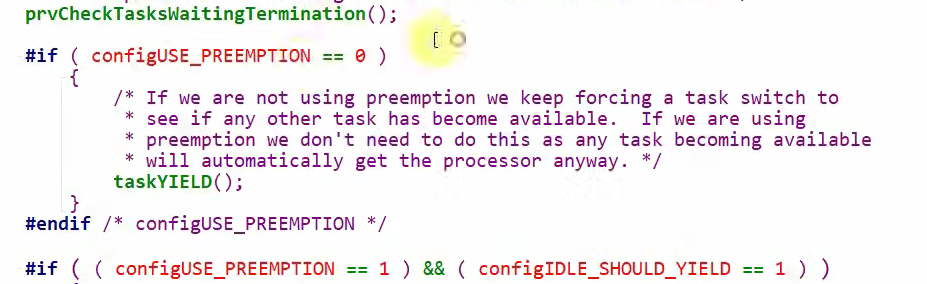 prvCheckTasksWaitingTermination();
#if ( configUSE_PREEMPTION == 0 )
{
/* If we are not using preemption we keep forcing a task switch to
* see if any other task has become available.  If we are using
* preemption we don't need to do this as any task becoming available
* will automatically get the processor anyway. */
taskYIELD();
}
#endif /* configUSE_PREEMPTION */
#if ( ( configUSE_PREEMPTION == 1 ) && ( configIDLE_SHOULD_YIELD == 1 ) )